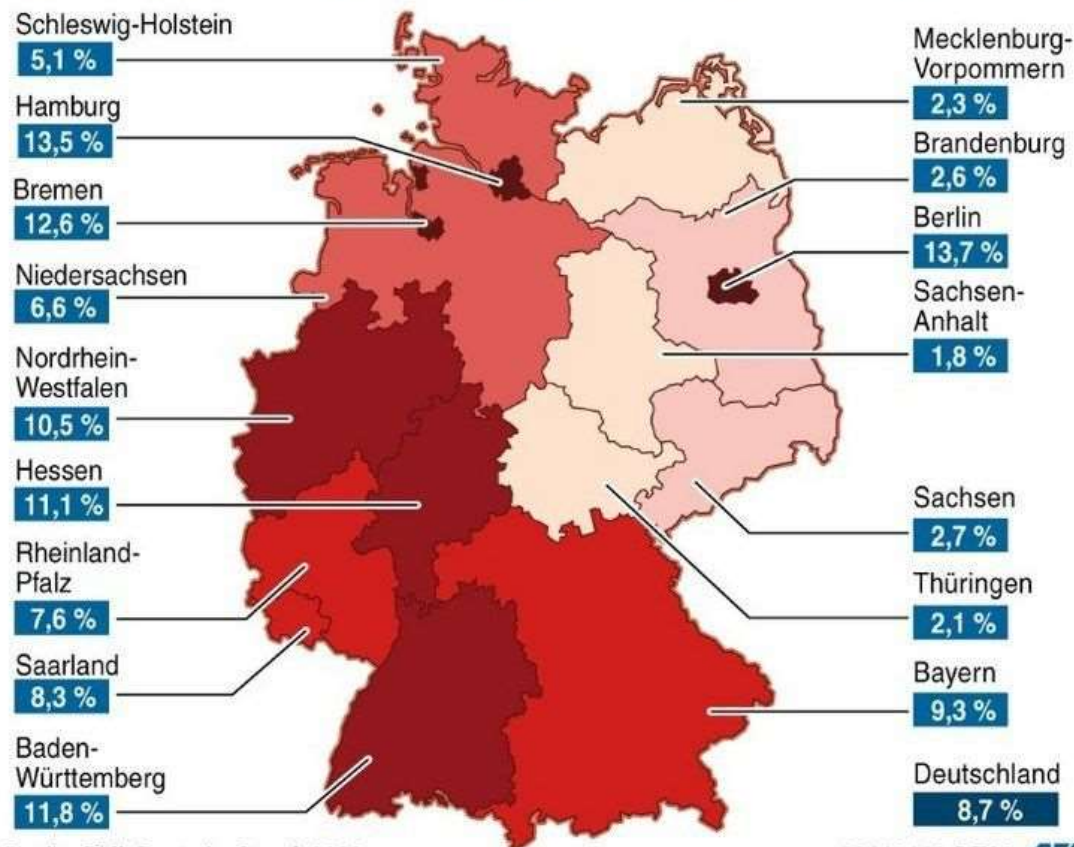 Schleswig-Holstein
5,1 %
Hamburg
13,5 %
Bremen
12,6 %
Niedersachsen
6,6 %
Nordrhein-
Westfalen
10,5 %
Hessen
11,1 %
Rheinland-
Pfalz
7,6 %
Saarland
8,3 %
Baden-
Württemberg
11,8 %
Mecklenburg-
Vorpommern
2,3 %
Brandenburg
2,6 %
Berlin
13,7 %
Sachsen-
Anhalt
1,8 %
Sachsen
2,7 %
Thüringen
2,1 %
Bayern
9,3 %
Deutschland
8,7 %